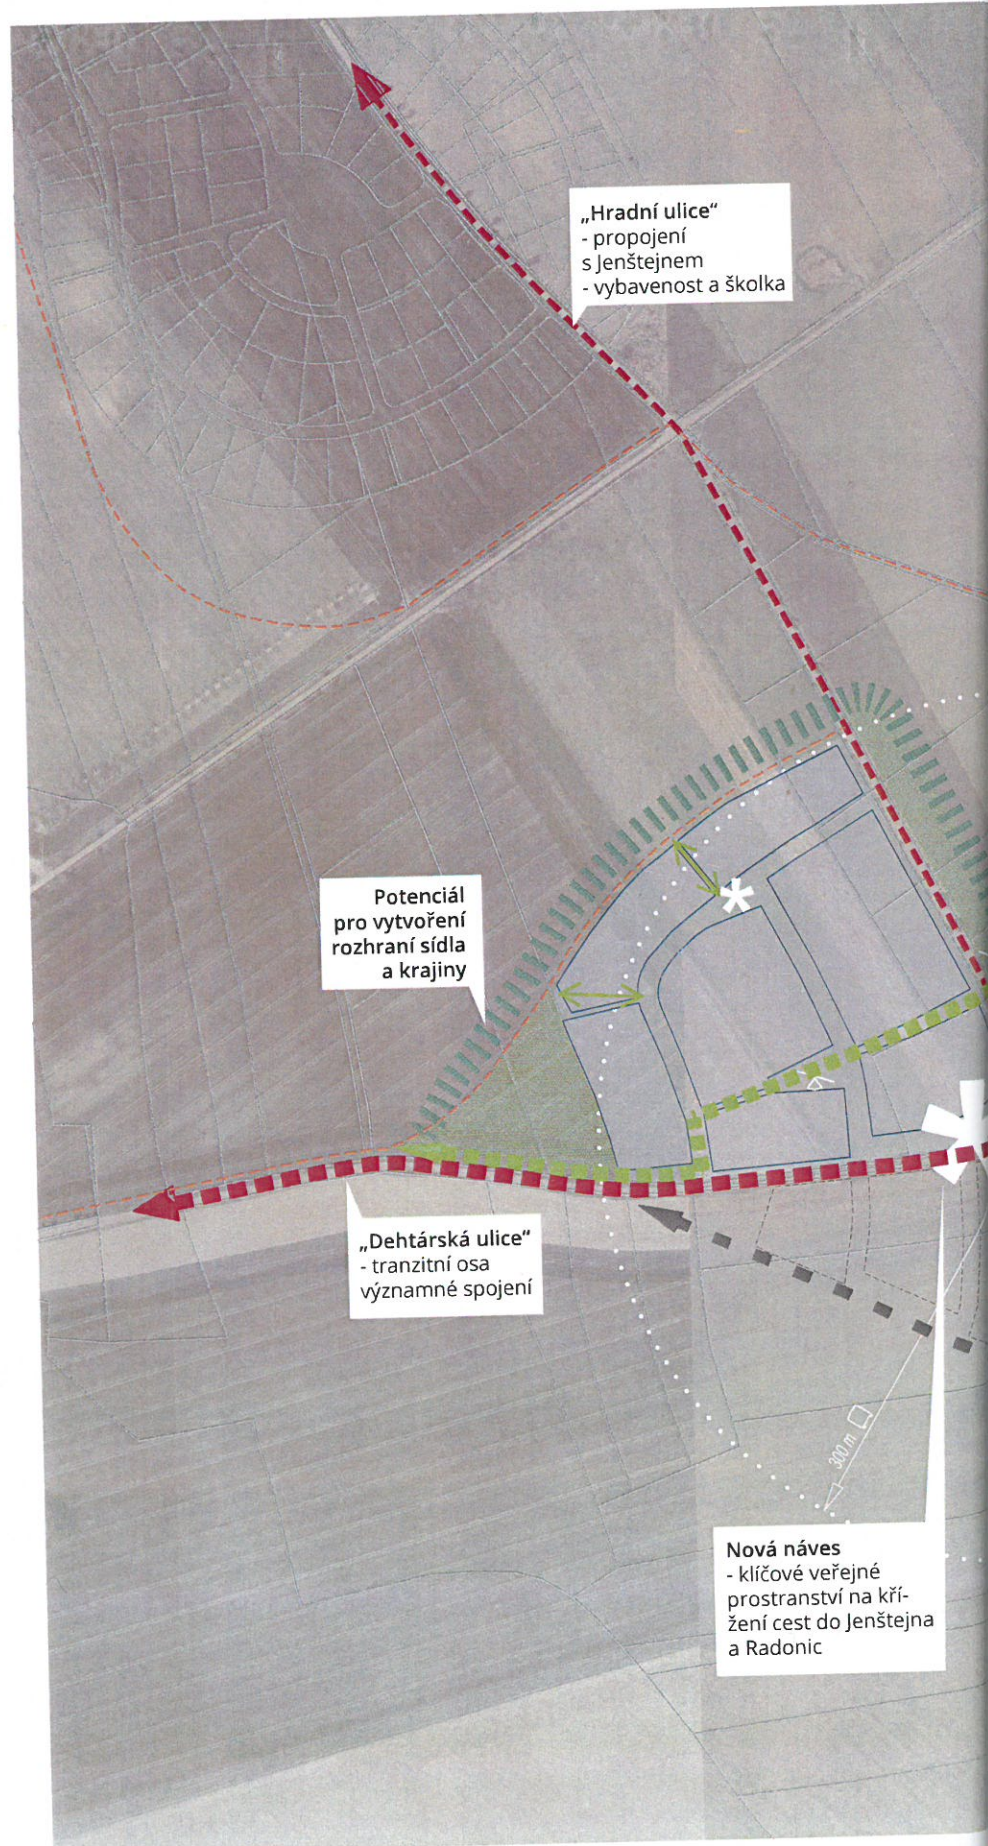 „Hradní ulice“
- propojení
s Jenštejnem
- vybavenost a školka
Potenciál
pro vytvoření
rozhraní sídla
a krajiny
„Dehtárská ulice“
- tranzitní osa
významné spojení
300 m
Nová náves
- klíčové veřejné
prostranství na kří-
žení cest do Jenštejna
a Radonic